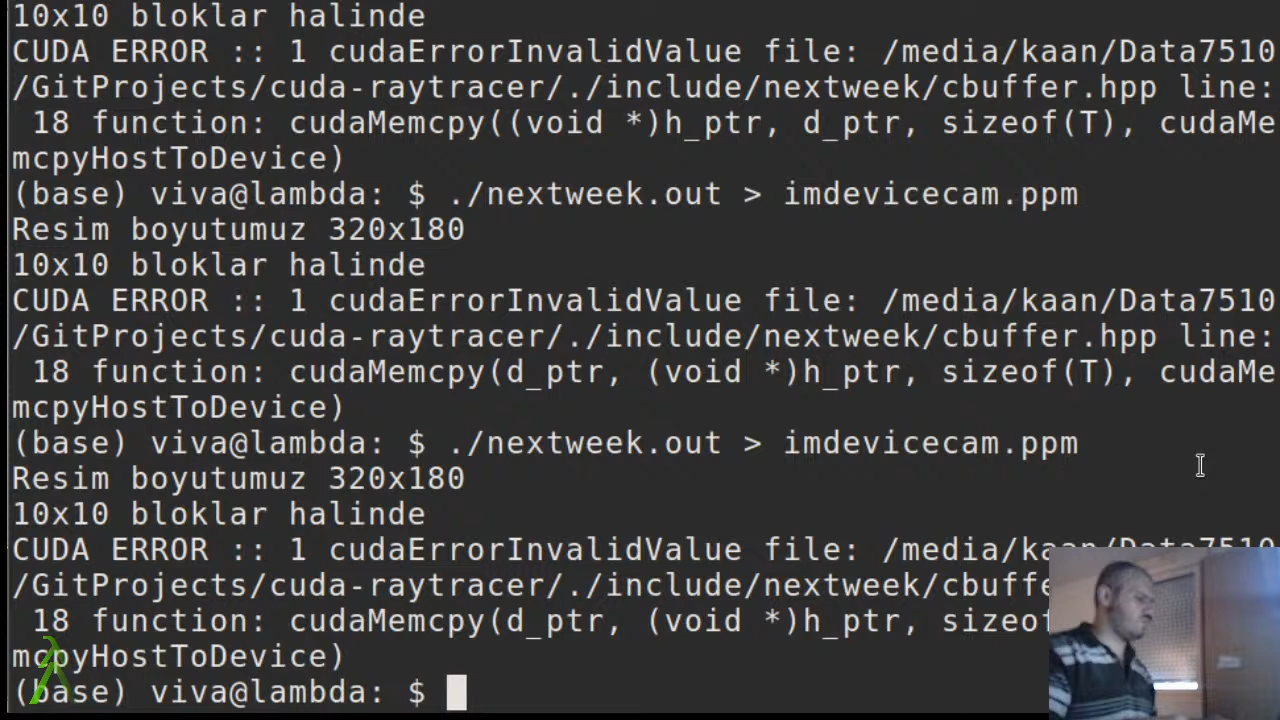 10x10 bloklar halinde
CUDA ERROR :: 1 cudaErrorInvalidValue file: /media/kaan/Data7510
/GitProjects/cuda-raytracer/./include/nextweek/cbuffer.hpp line:
 18 function: cudaMemcpy((void *)h_ptr, d_ptr, sizeof(T), cudaMe
mcpyHostToDevice)
(base) viva@lambda: $ ./nextweek.out > imdevicecam.ppm
Resim boyutumuz 320x180
10x10 bloklar halinde
CUDA ERROR :: 1 cudaErrorInvalidValue file: /media/kaan/Data7510
/GitProjects/cuda-raytracer/./include/nextweek/cbuffer.hpp line:
 18 function: cudaMemcpy(d_ptr, (void *)h_ptr, sizeof(T), cudaMe
mcpyHostToDevice)
(base) viva@lambda: $ ./nextweek.out > imdevicecam.ppm
Resim boyutumuz 320x180
10x10 bloklar halinde
CUDA ERROR :: 1 cudaErrorInvalidValue file: /media/kaan/Data7510
/GitProjects/cuda-raytracer/./include/nextweek/cbuffe
 18 function: cudaMemcpy(d_ptr, (void *)h_ptr, sizeof
mcpyHostToDevice)
(base) viva@lambda: $